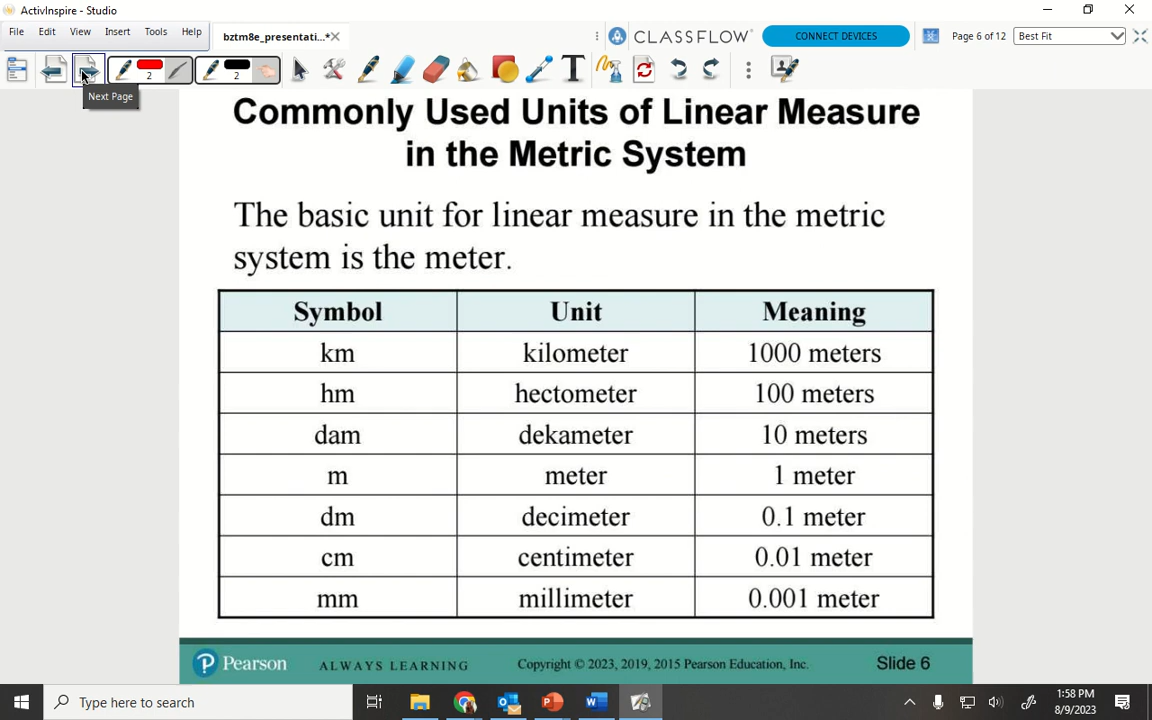 ActivInspire - Studio
File Edit View Insert Tools Help
bztm8e_presentati...*
CLASSFLOW
CONNECT DEVICES
Page 6 of 12
Best Fit
2
2
T
Next Page
Commonly Used Units of Linear Measure
in the Metric System
The basic unit for linear measure in the metric
system is the meter.
Symbol Unit Meaning
km kilometer 1000 meters
hm hectometer 100 meters
dam dekameter 10 meters
m meter 1 meter
dm decimeter 0.1 meter
cm centimeter 0.01 meter
mm millimeter 0.001 meter
P Pearson ALWAYS LEARNING Copyright © 2023, 2019, 2015 Pearson Education, Inc. Slide 6
Type here to search
1:58 PM
8/9/2023